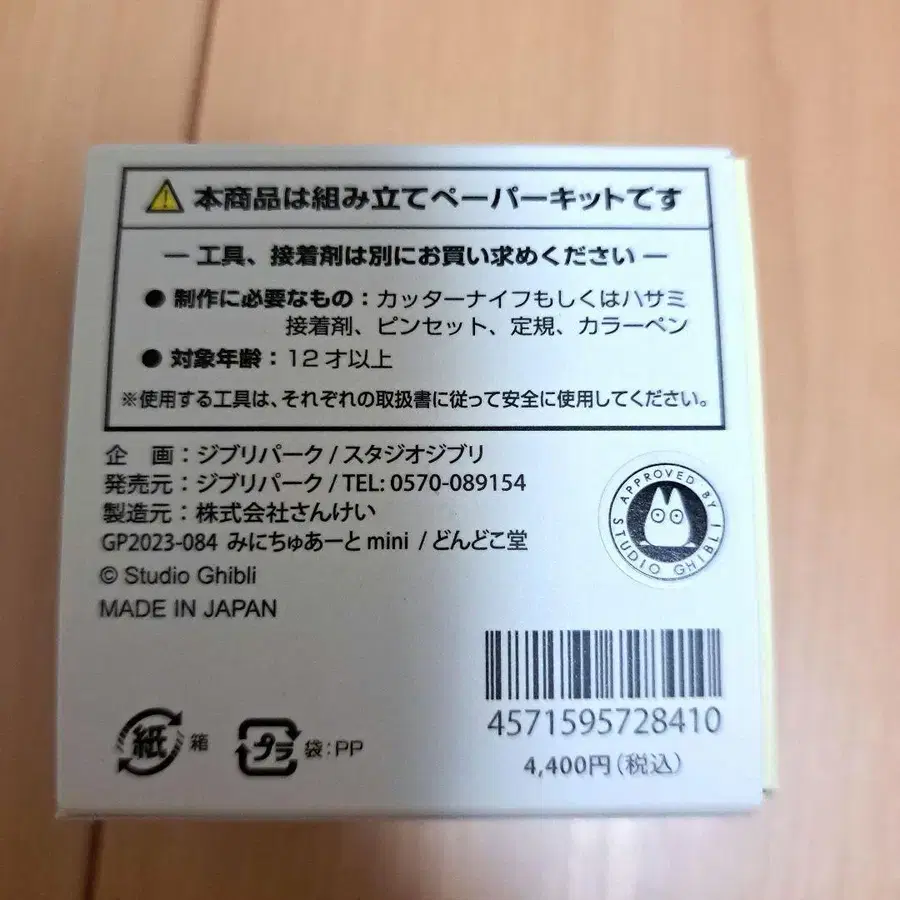 本商品は組み立てペーパーキットです
― 工具、接着剤は別にお買い求めください ―
● 制作に必要なもの：カッターナイフもしくはハサミ
接着剤、ピンセット、定規、カラーペン
● 対象年齢：12才以上
※使用する工具は、それぞれの取扱書に従って安全に使用してください。
企　画：ジブリパーク / スタジオジブリ
発売元：ジブリパーク / TEL: 0570-089154
製造元：株式会社さんけい
GP2023-084 みにちゅあーと mini / どんどこ堂
© Studio Ghibli
MADE IN JAPAN
APPROVED BY
STUDIO GHIBLI
4571595728410
4,400円（税込）
紙 箱
プラ 袋：PP